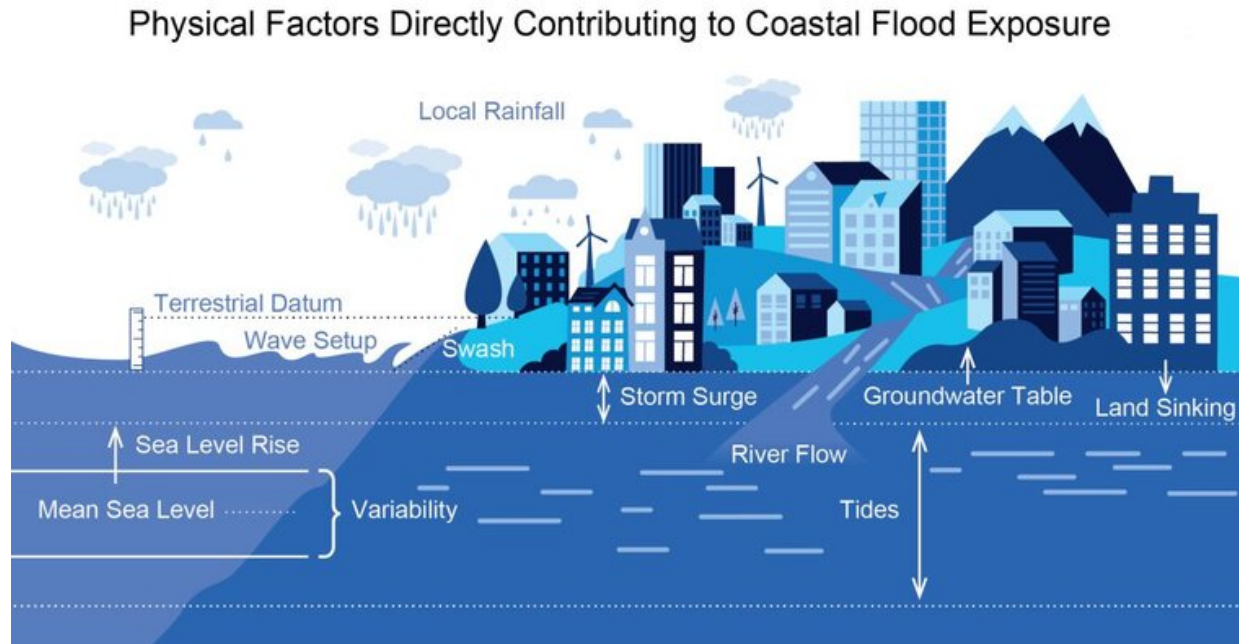 Physical Factors Directly Contributing to Coastal Flood Exposure
Local Rainfall
Terrestrial Datum
Wave Setup
Swash
Storm Surge
Groundwater Table
Land Sinking
Sea Level Rise
River Flow
Mean Sea Level
Variability
Tides